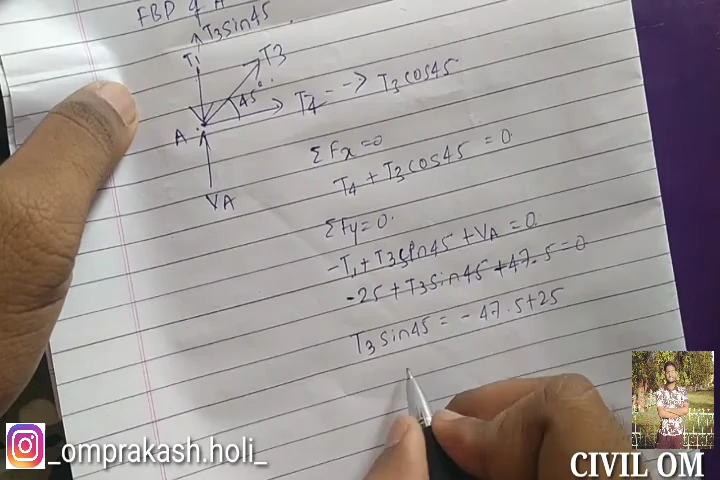 FBD of A
T3sin45
T1
T3
45°
T4 --> T3cos45
A
VA
ΣFx=0
T4 + T3cos45 = 0
ΣFy=0.
-T1 + T3sin45 + VA = 0
-25 + T3sin45 + 47.5=0
T3sin45 = - 47.5+25
_omprakash.holi_
CIVIL OM